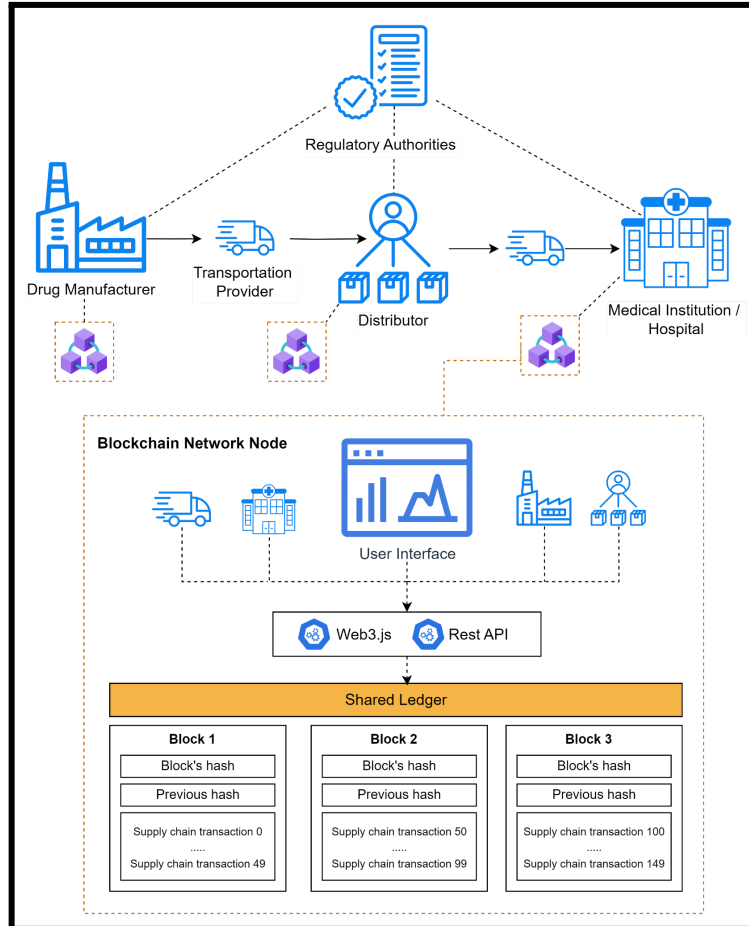 Regulatory Authorities
Drug Manufacturer
Transportation
Provider
Distributor
Medical Institution /
Hospital
Blockchain Network Node
User Interface
Web3.js
Rest API
Shared Ledger
Block 1
Block's hash
Previous hash
Supply chain transaction 0
.....
Supply chain transaction 49
Block 2
Block's hash
Previous hash
Supply chain transaction 50
.....
Supply chain transaction 99
Block 3
Block's hash
Previous hash
Supply chain transaction 100
.....
Supply chain transaction 149